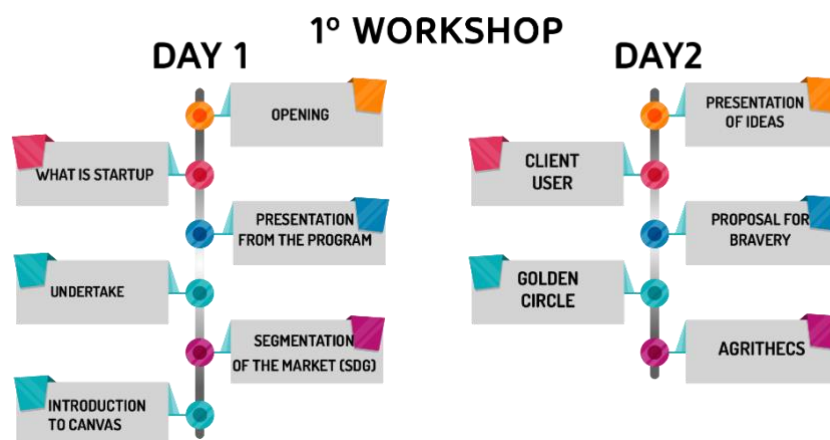 1º WORKSHOP
DAY 1
OPENING
WHAT IS STARTUP
PRESENTATION
FROM THE PROGRAM
UNDERTAKE
SEGMENTATION
OF THE MARKET (SDG)
INTRODUCTION
TO CANVAS
DAY2
PRESENTATION
OF IDEAS
CLIENT
USER
PROPOSAL FOR
BRAVERY
GOLDEN
CIRCLE
AGRITHECS